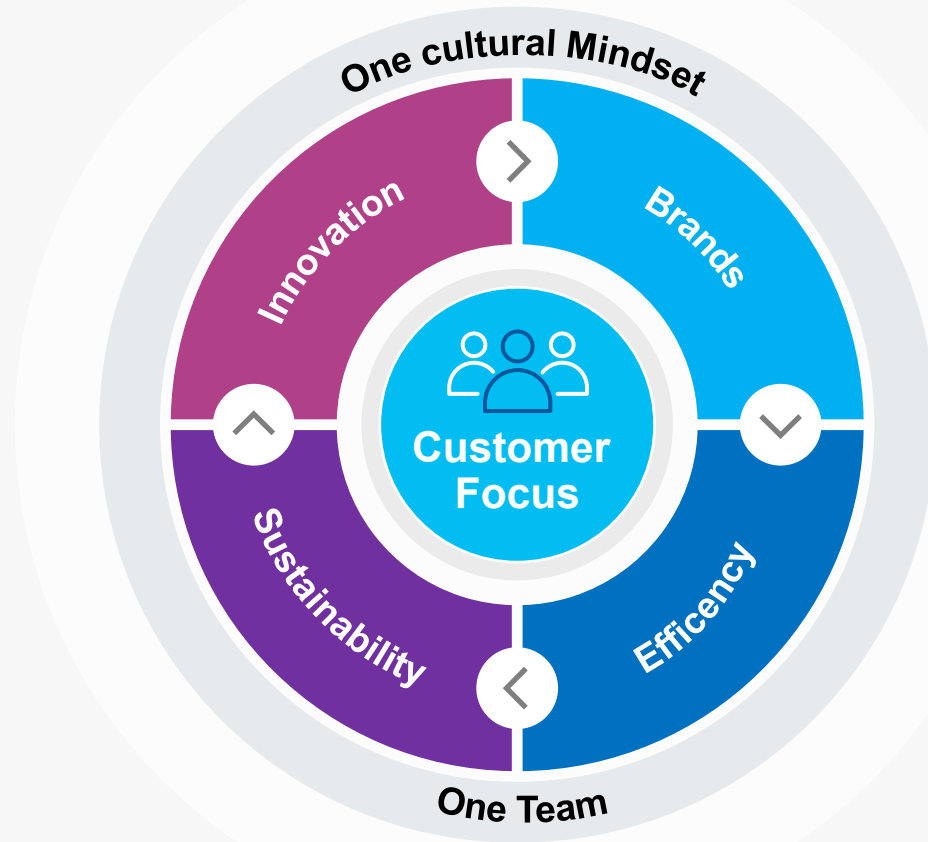 One cultural Mindset
Innovation
Brands
Customer
Focus
Sustainability
Efficency
One Team